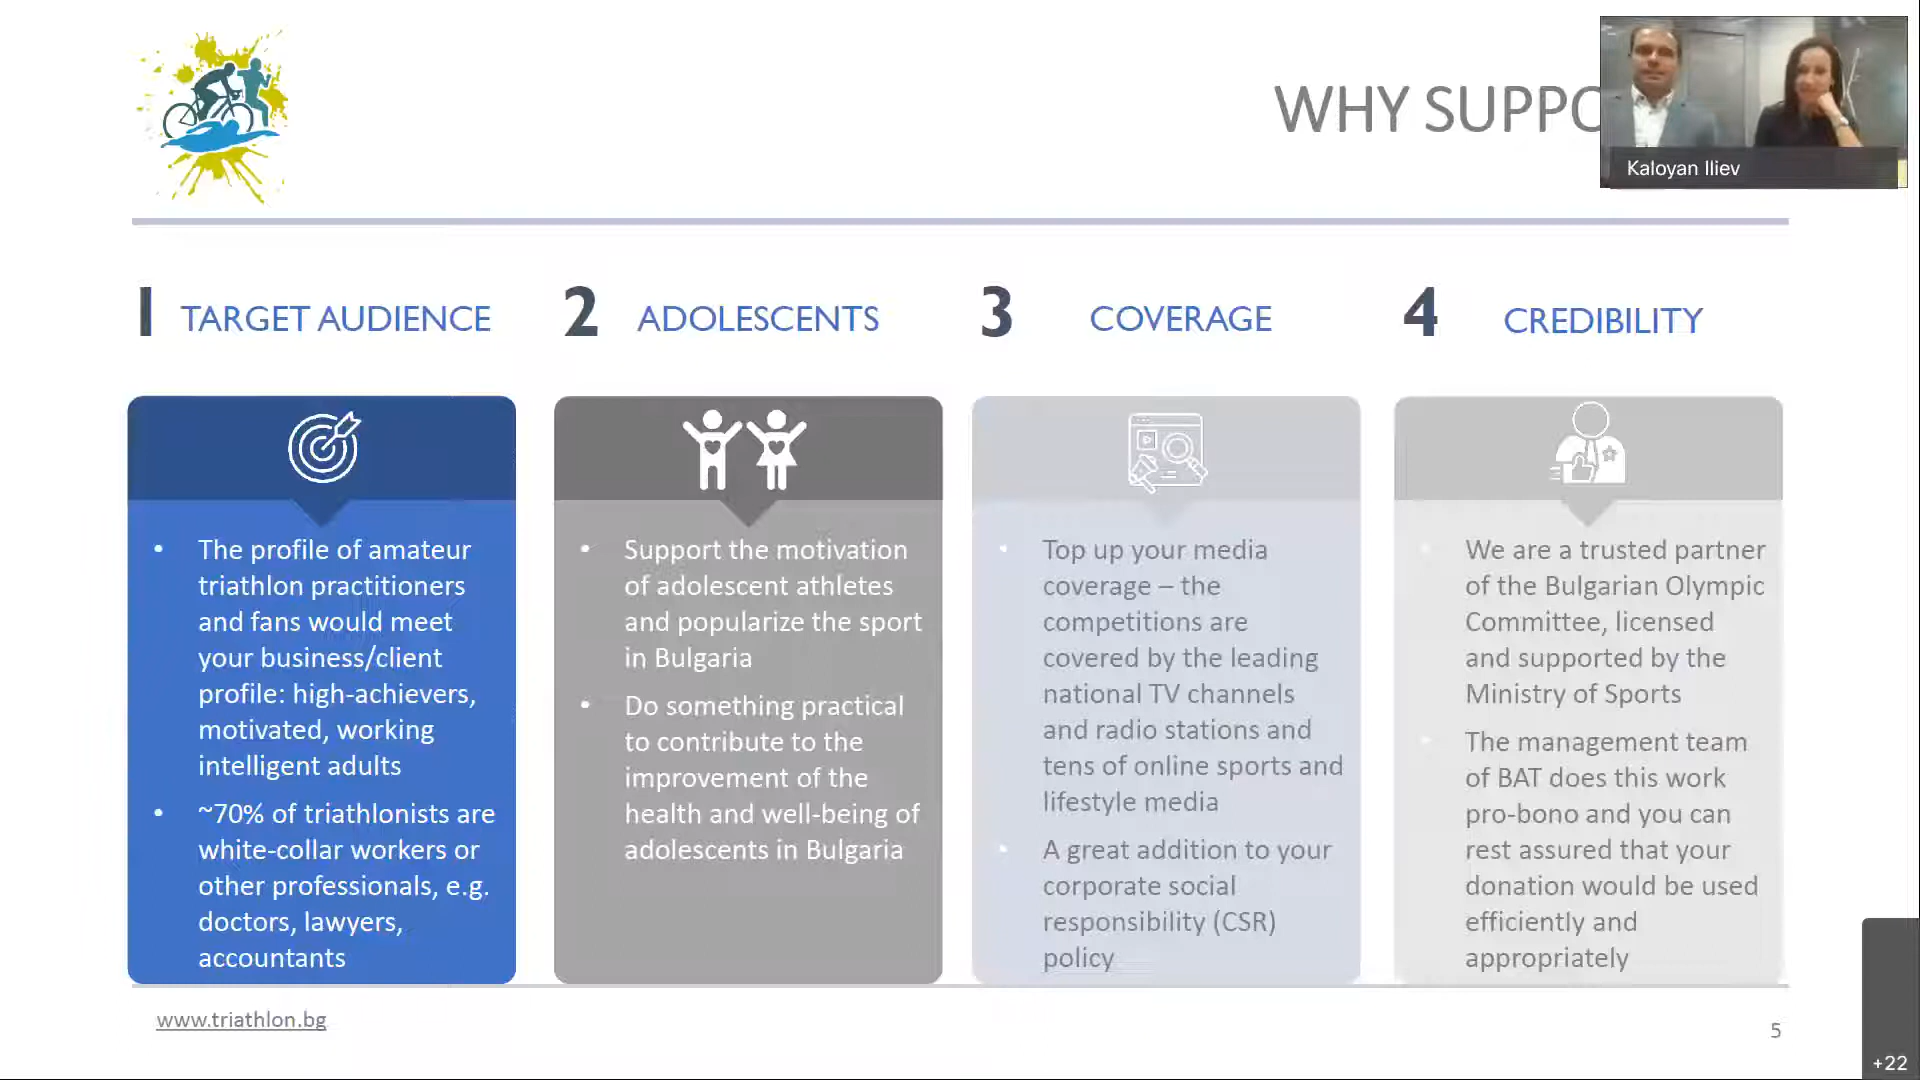 WHY SUPPO
Kaloyan Iliev
1 TARGET AUDIENCE
2 ADOLESCENTS
3 COVERAGE
4 CREDIBILITY
• The profile of amateur
triathlon practitioners
and fans would meet
your business/client
profile: high-achievers,
motivated, working
intelligent adults
• ~70% of triathlonists are
white-collar workers or
other professionals, e.g.
doctors, lawyers,
accountants
• Support the motivation
of adolescent athletes
and popularize the sport
in Bulgaria
• Do something practical
to contribute to the
improvement of the
health and well-being of
adolescents in Bulgaria
• Top up your media
coverage – the
competitions are
covered by the leading
national TV channels
and radio stations and
tens of online sports and
lifestyle media
• A great addition to your
corporate social
responsibility (CSR)
policy
• We are a trusted partner
of the Bulgarian Olympic
Committee, licensed
and supported by the
Ministry of Sports
• The management team
of BAT does this work
pro-bono and you can
rest assured that your
donation would be used
efficiently and
appropriately
www.triathlon.bg
5
+22